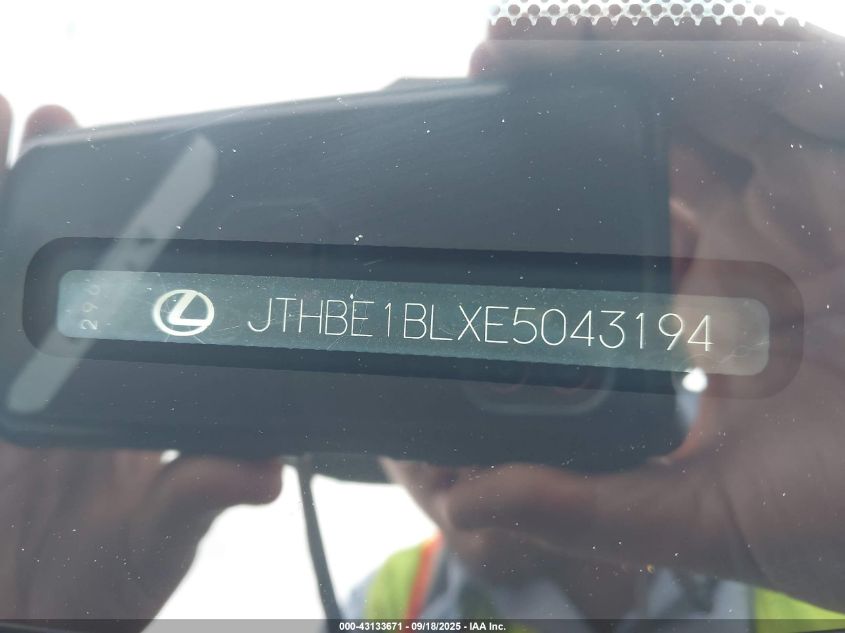 JTHBE1BLXE5043194
000-43133671 - 09/18/2025 - IAA Inc.